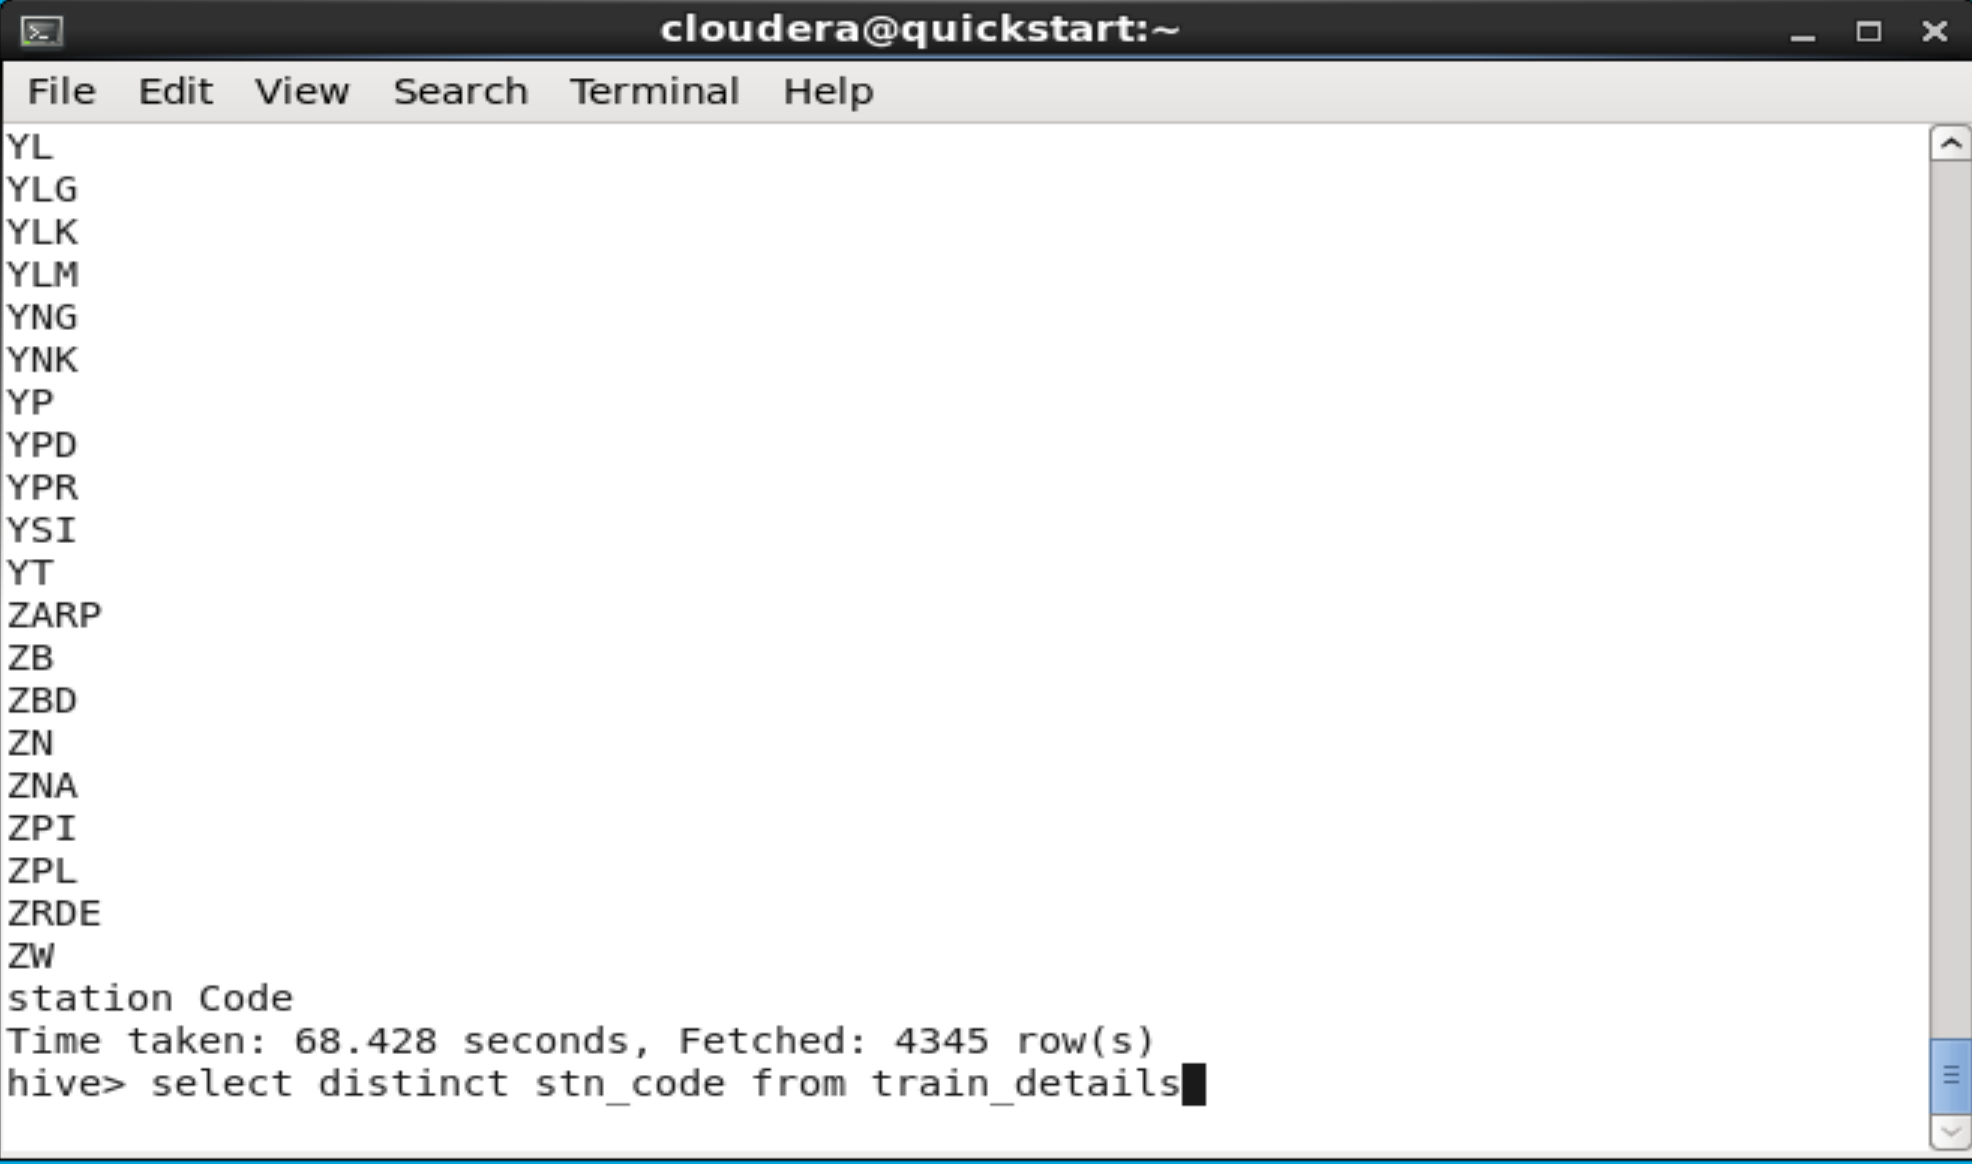 cloudera@quickstart:~
File Edit View Search Terminal Help
YL
YLG
YLK
YLM
YNG
YNK
YP
YPD
YPR
YSI
YT
ZARP
ZB
ZBD
ZN
ZNA
ZPI
ZPL
ZRDE
ZW
station Code
Time taken: 68.428 seconds, Fetched: 4345 row(s)
hive> select distinct stn_code from train_details